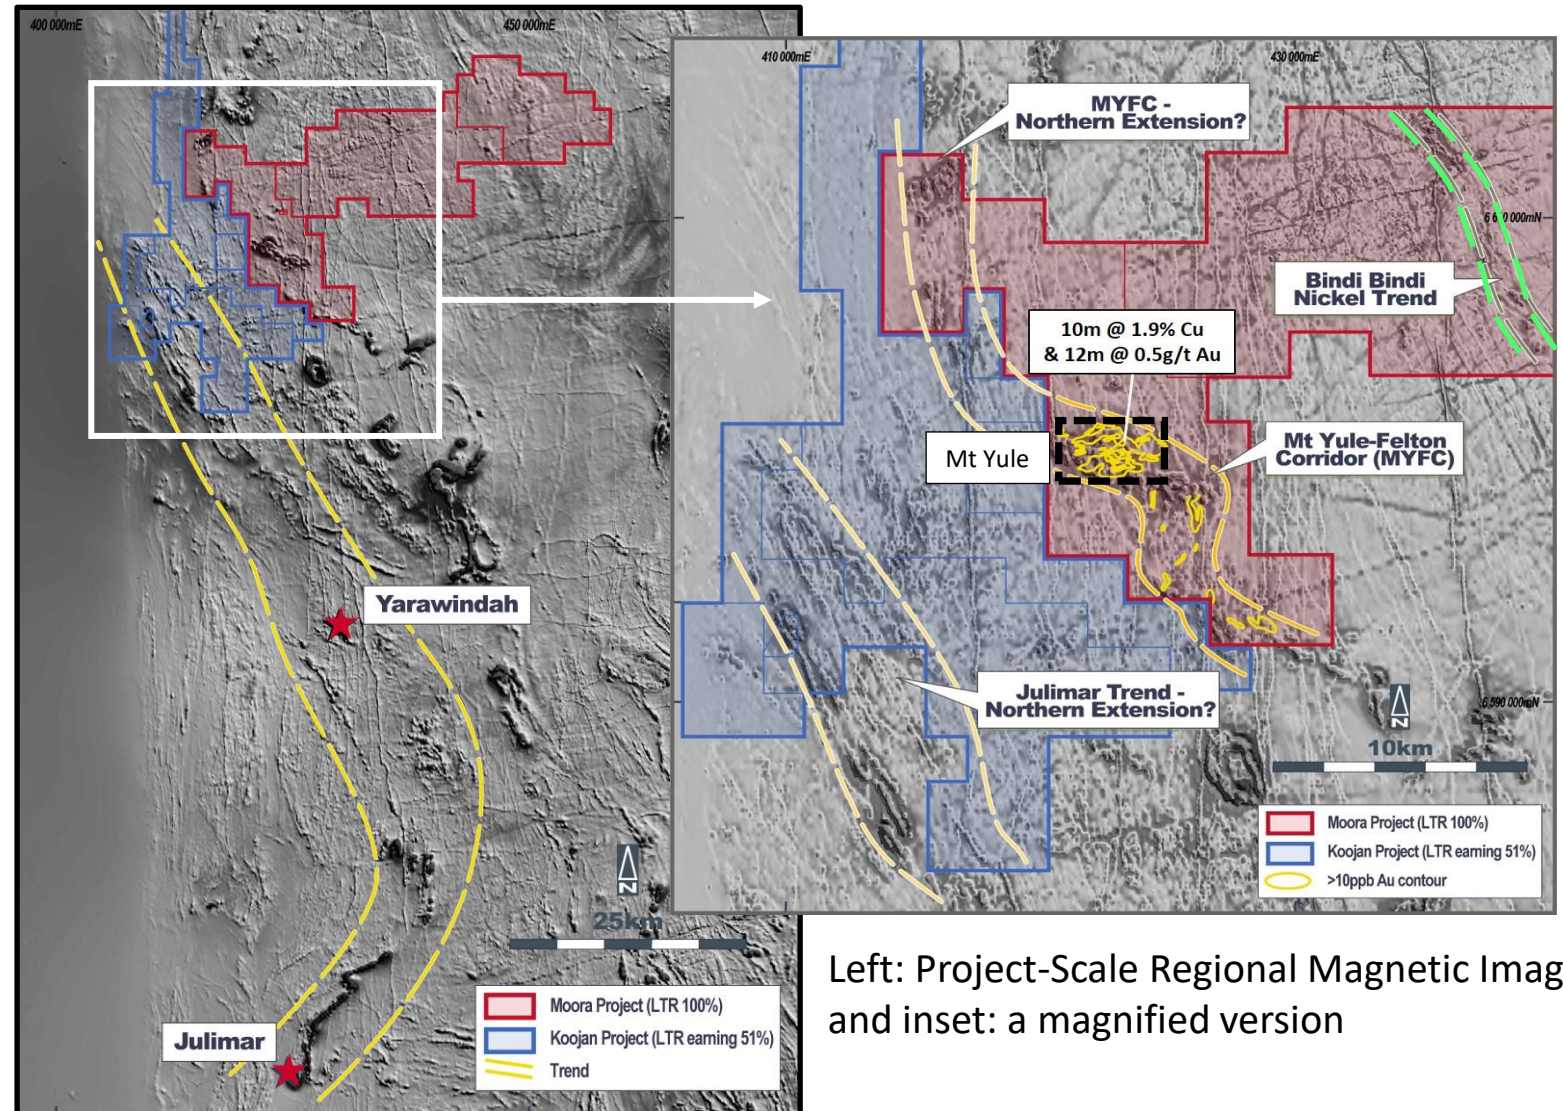 400 000mE
450 000mE
Yarawindah
Julimar
N
25km
Moora Project (LTR 100%)
Koojan Project (LTR earning 51%)
Trend
410 000mE
430 000mE
MYFC -
Northern Extension?
Bindi Bindi
Nickel Trend
10m @ 1.9% Cu
& 12m @ 0.5g/t Au
Mt Yule
Mt Yule-Felton
Corridor (MYFC)
Julimar Trend -
Northern Extension?
6 590 000mN
N
10km
Moora Project (LTR 100%)
Koojan Project (LTR earning 51%)
>10ppb Au contour
Left: Project-Scale Regional Magnetic Imag
and inset: a magnified version